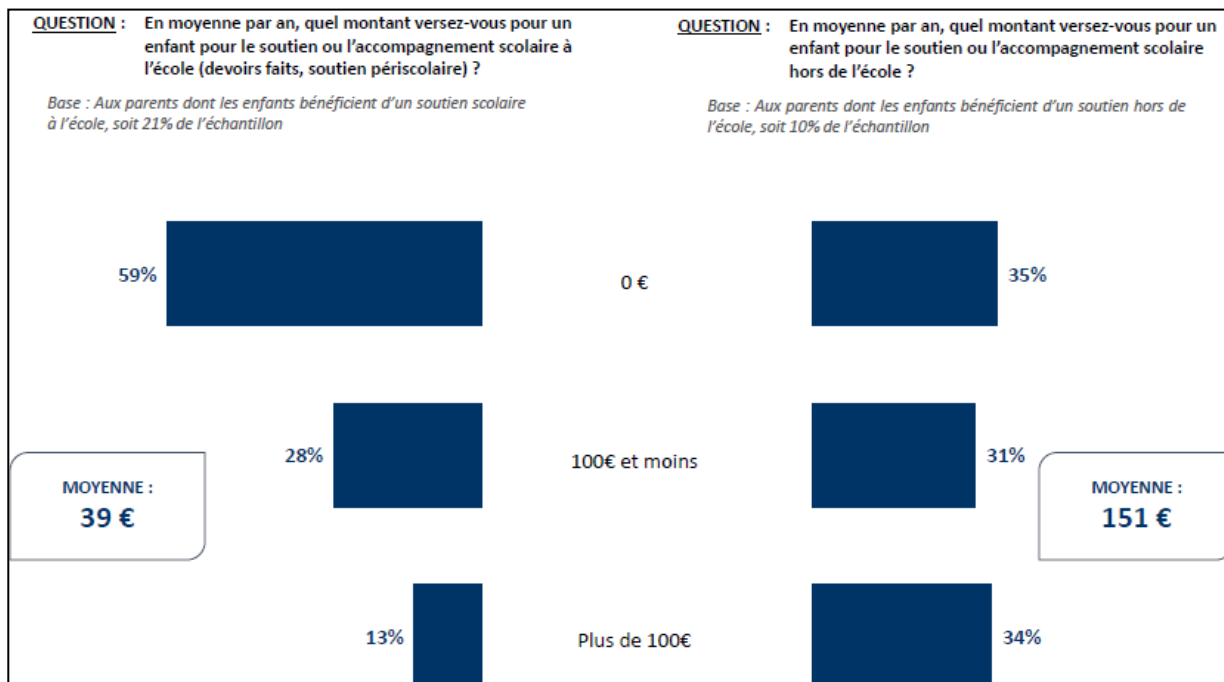 QUESTION : En moyenne par an, quel montant versez-vous pour un
enfant pour le soutien ou l'accompagnement scolaire à
l'école (devoirs faits, soutien périscolaire) ?
Base : Aux parents dont les enfants bénéficient d'un soutien scolaire
à l'école, soit 21% de l'échantillon
QUESTION : En moyenne par an, quel montant versez-vous pour un
enfant pour le soutien ou l'accompagnement scolaire
hors de l'école ?
Base : Aux parents dont les enfants bénéficient d'un soutien hors de
l'école, soit 10% de l'échantillon
59%
0 €
35%
28%
100€ et moins
31%
MOYENNE :
39 €
MOYENNE :
151 €
13%
Plus de 100€
34%